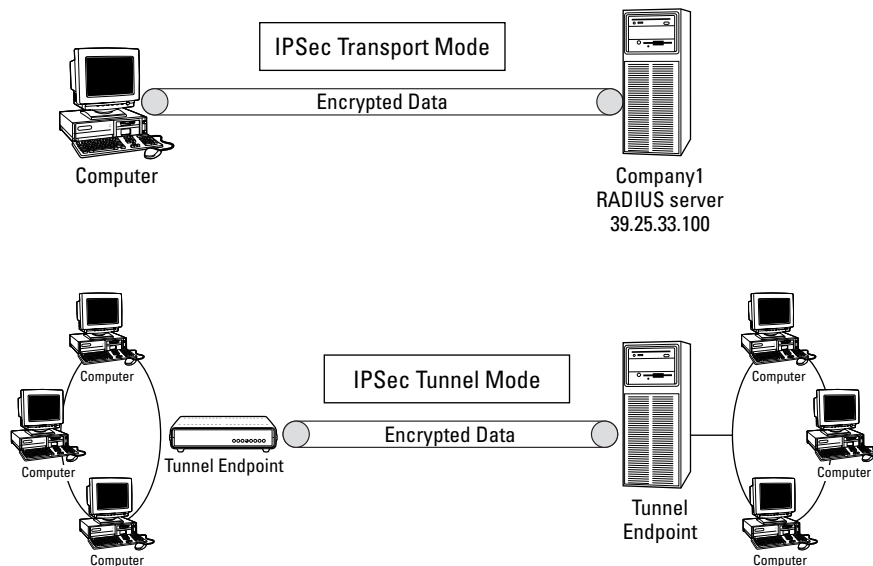 IPSec Transport Mode
Encrypted Data
Computer
Company1
RADIUS server
39.25.33.100
IPSec Tunnel Mode
Encrypted Data
Computer
Computer
Computer
Tunnel Endpoint
Tunnel
Endpoint
Computer
Computer
Computer